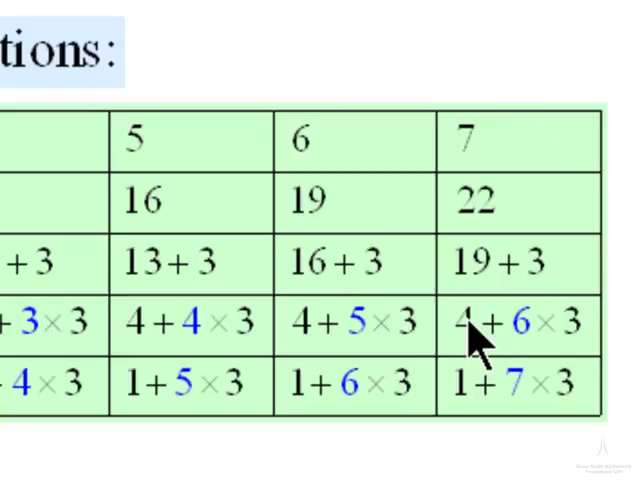 tions:
5 6 7
16 19 22
+ 3 13 + 3 16 + 3 19 + 3
+ 3 × 3 4 + 4 × 3 4 + 5 × 3 4 + 6 × 3
4 × 3 1 + 5 × 3 1 + 6 × 3 1 + 7 × 3